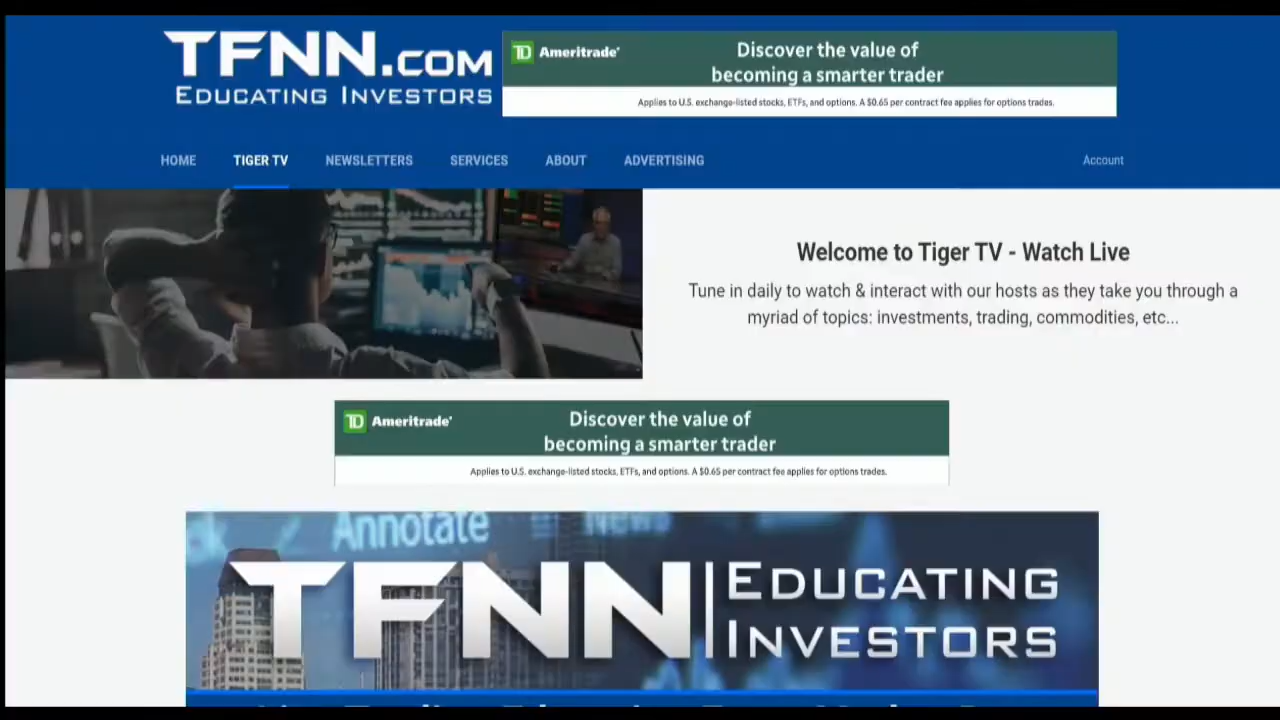 TFNN.COM
EDUCATING INVESTORS
TD Ameritrade®
Discover the value of
becoming a smarter trader
Applies to U.S. exchange-listed stocks, ETFs, and options. A $0.65 per contract fee applies for options trades.
HOME TIGER TV NEWSLETTERS SERVICES ABOUT ADVERTISING Account
Welcome to Tiger TV - Watch Live
Tune in daily to watch & interact with our hosts as they take you through a
myriad of topics: investments, trading, commodities, etc...
TD Ameritrade®
Discover the value of
becoming a smarter trader
Applies to U.S. exchange-listed stocks, ETFs, and options. A $0.65 per contract fee applies for options trades.
Annotate News
TFNN EDUCATING
INVESTORS